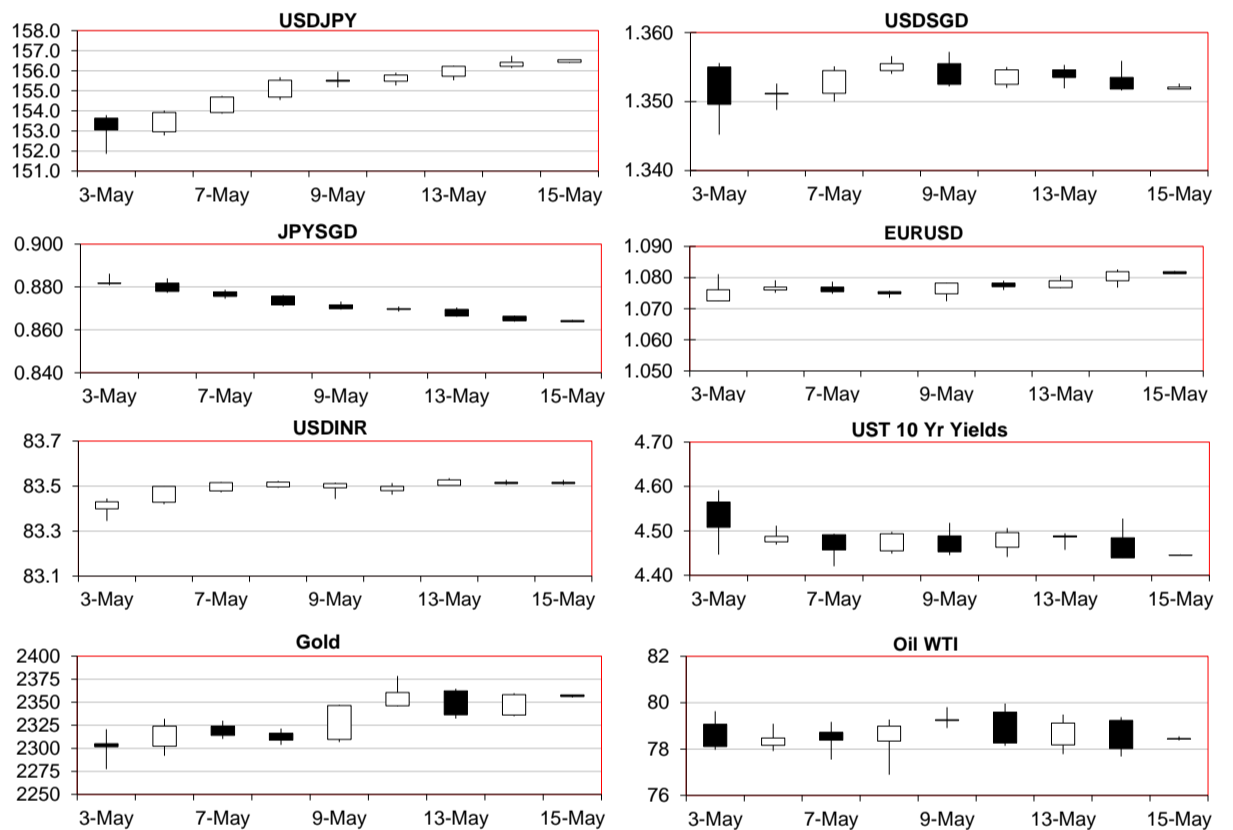 USDJPY
158.0
157.0
156.0
155.0
154.0
153.0
152.0
151.0
3-May 7-May 9-May 13-May 15-May
USDSGD
1.360
1.350
1.340
3-May 7-May 9-May 13-May 15-May
JPYSGD
0.900
0.880
0.860
0.840
3-May 7-May 9-May 13-May 15-May
EURUSD
1.090
1.080
1.070
1.060
1.050
3-May 7-May 9-May 13-May 15-May
USDINR
83.7
83.5
83.3
83.1
3-May 7-May 9-May 13-May 15-May
UST 10 Yr Yields
4.70
4.60
4.50
4.40
3-May 7-May 9-May 13-May 15-May
Gold
2400
2375
2350
2325
2300
2275
2250
3-May 7-May 9-May 13-May 15-May
Oil WTI
82
80
78
76
3-May 7-May 9-May 13-May 15-May